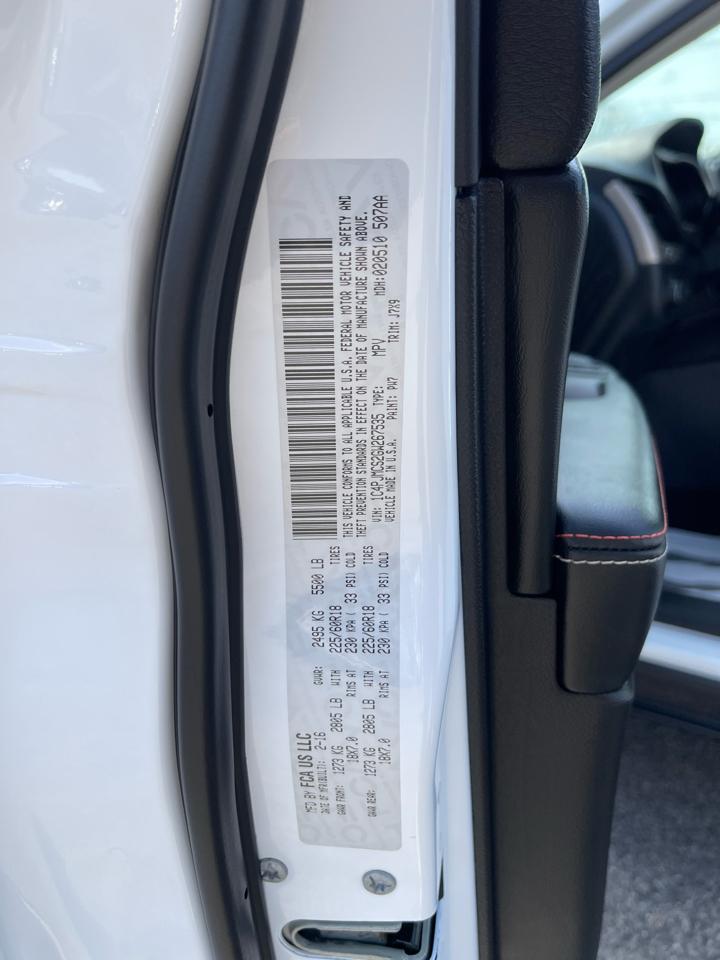 MFD BY FCA US LLC
DATE OF MFR(BUILT): 2-16 GVWR: 2495 KG 5500 LB
GAWR FRONT: 1273 KG 2805 LB WITH 225/60R18 TIRES
18X7.0 RIMS AT 230 KPA ( 33 PSI) COLD
GAWR REAR: 1273 KG 2805 LB WITH 225/60R18 TIRES
18X7.0 RIMS AT 230 KPA ( 33 PSI) COLD
THIS VEHICLE CONFORMS TO ALL APPLICABLE U.S.A. FEDERAL MOTOR VEHICLE SAFETY AND
THEFT PREVENTION STANDARDS IN EFFECT ON THE DATE OF MANUFACTURE SHOWN ABOVE.
VIN: 1C4PJMCS2GW267535 TYPE: MPV MDH:020510 507AA
VEHICLE MADE IN U.S.A. PAINT: PW7 TRIM: J7X9